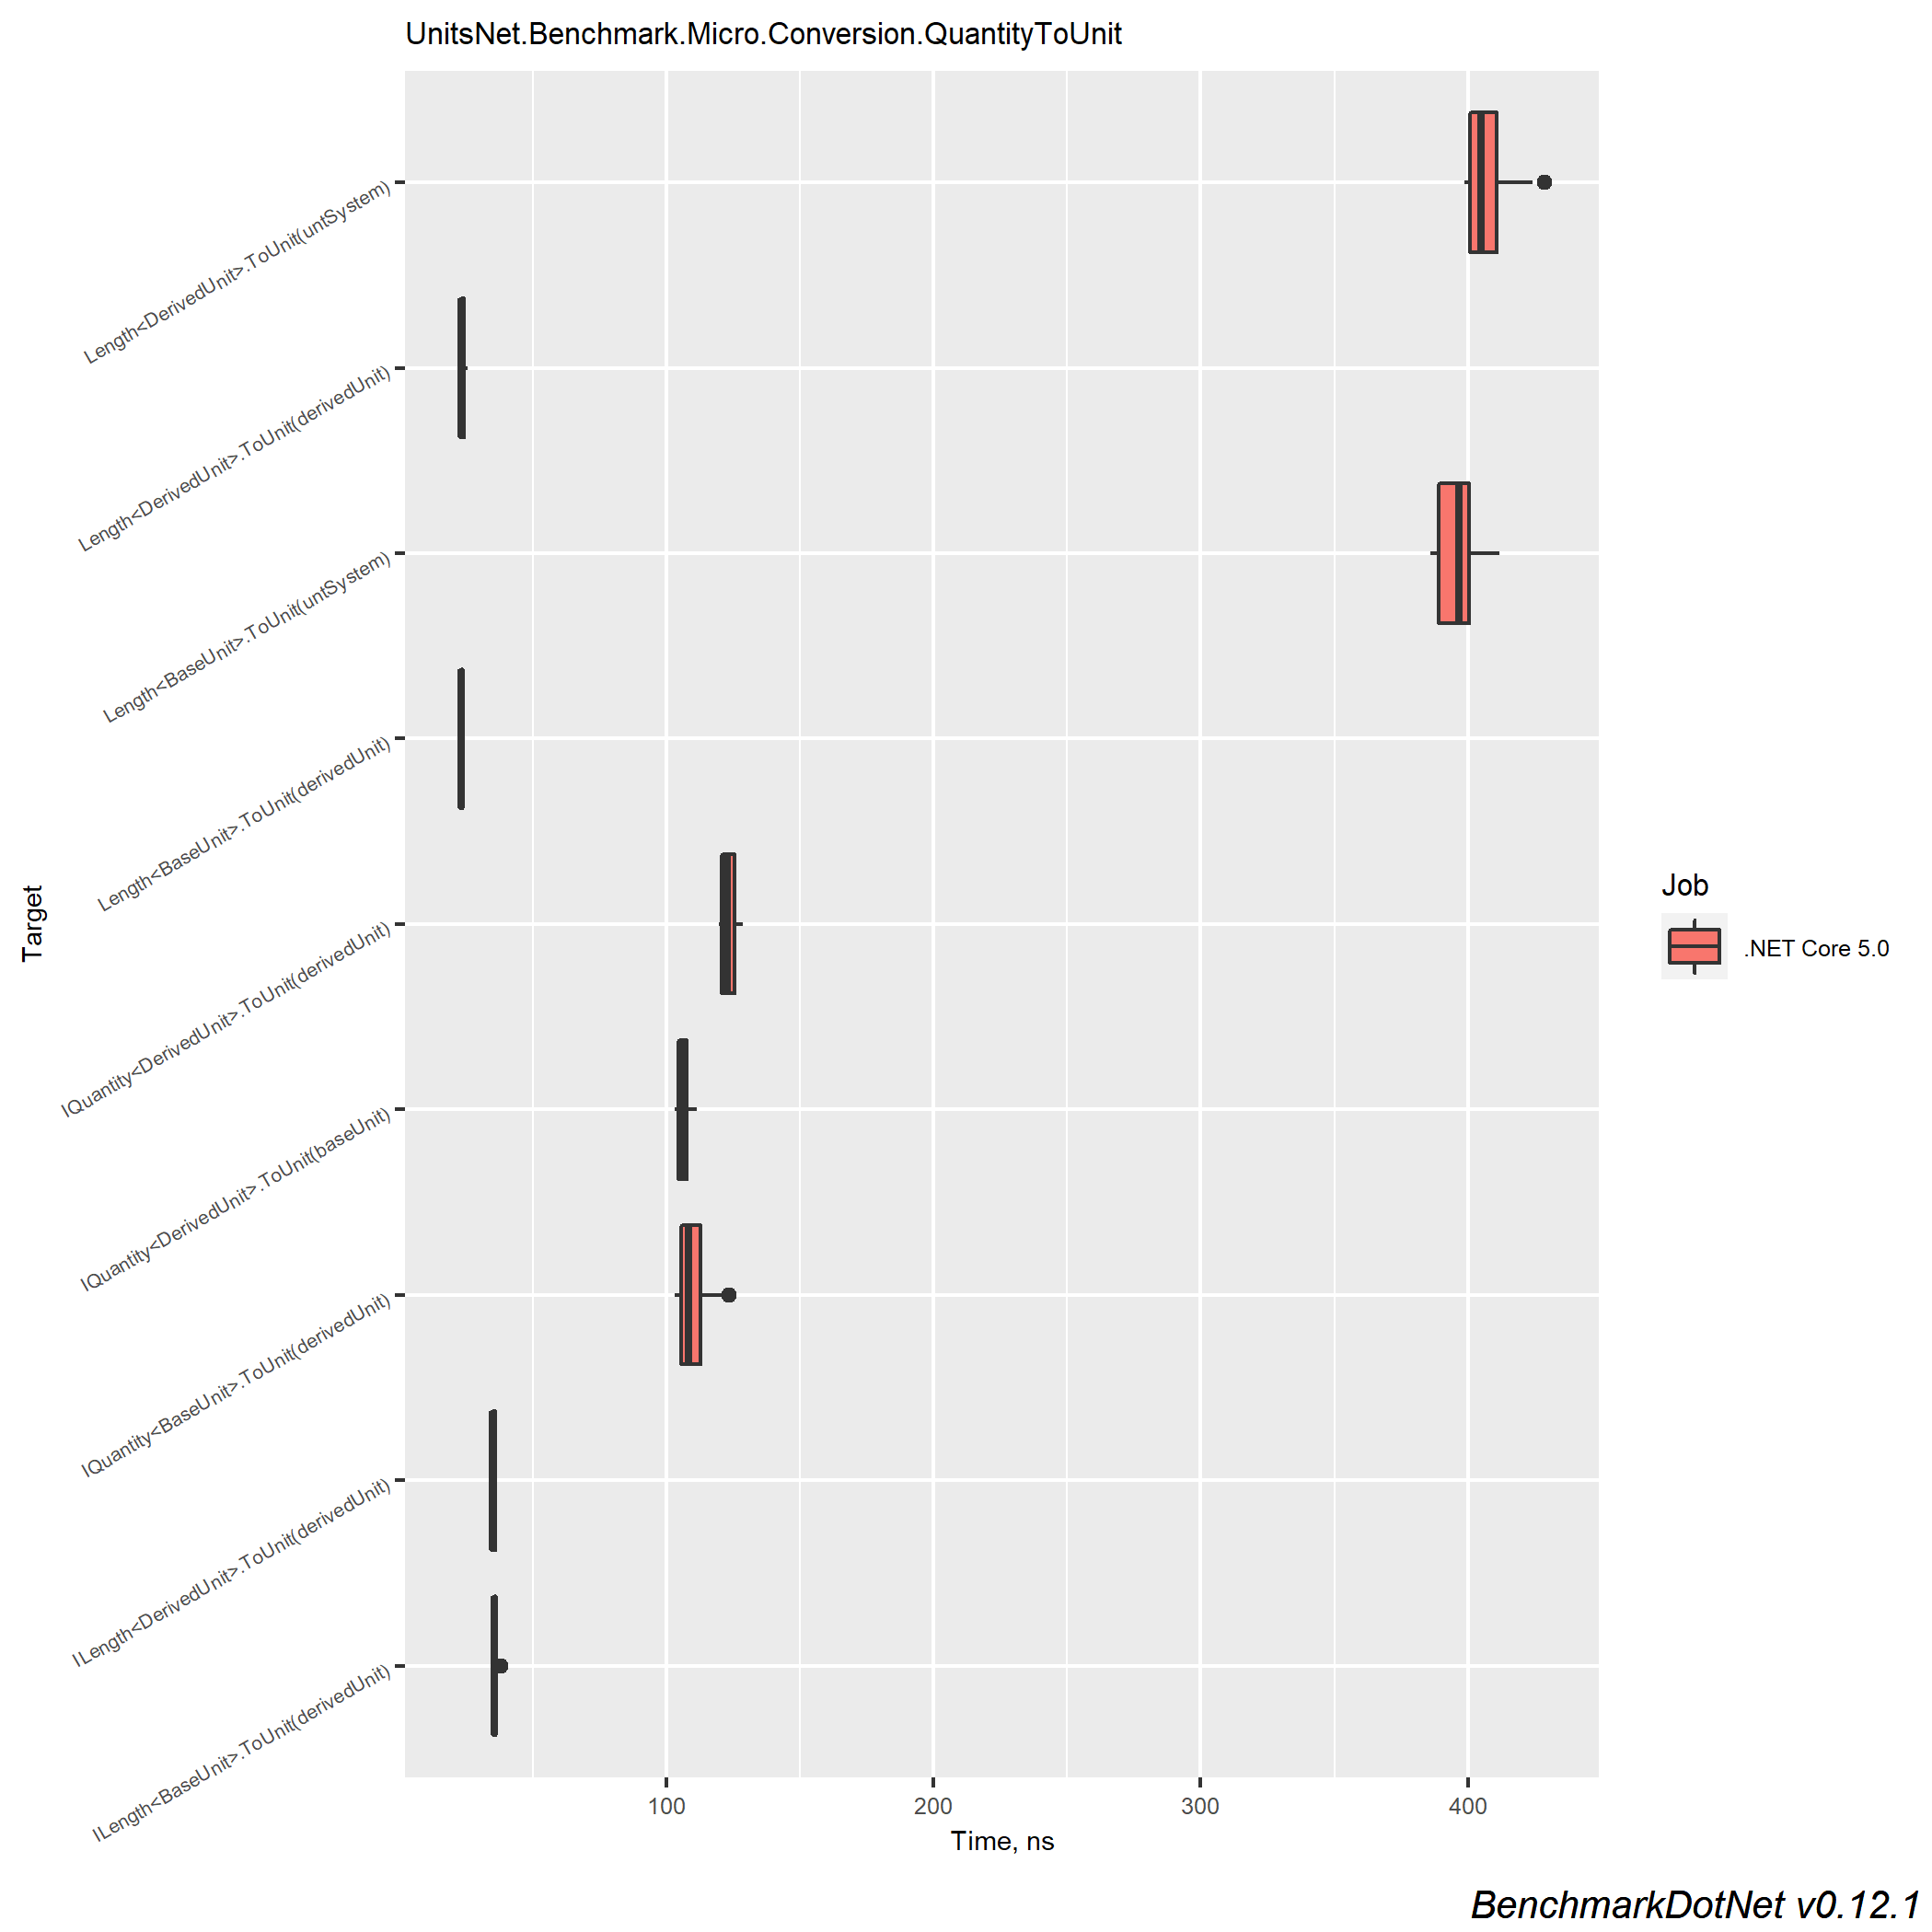 UnitsNet.Benchmark.Micro.Conversion.QuantityToUnit
Length<DerivedUnit>.ToUnit(untSystem)
Length<DerivedUnit>.ToUnit(derivedUnit)
Length<BaseUnit>.ToUnit(untSystem)
Length<BaseUnit>.ToUnit(derivedUnit)
IQuantity<DerivedUnit>.ToUnit(derivedUnit)
IQuantity<DerivedUnit>.ToUnit(baseUnit)
IQuantity<BaseUnit>.ToUnit(derivedUnit)
ILength<DerivedUnit>.ToUnit(derivedUnit)
ILength<BaseUnit>.ToUnit(derivedUnit)
Target
100 200 300 400
Time, ns
Job
.NET Core 5.0
BenchmarkDotNet v0.12.1